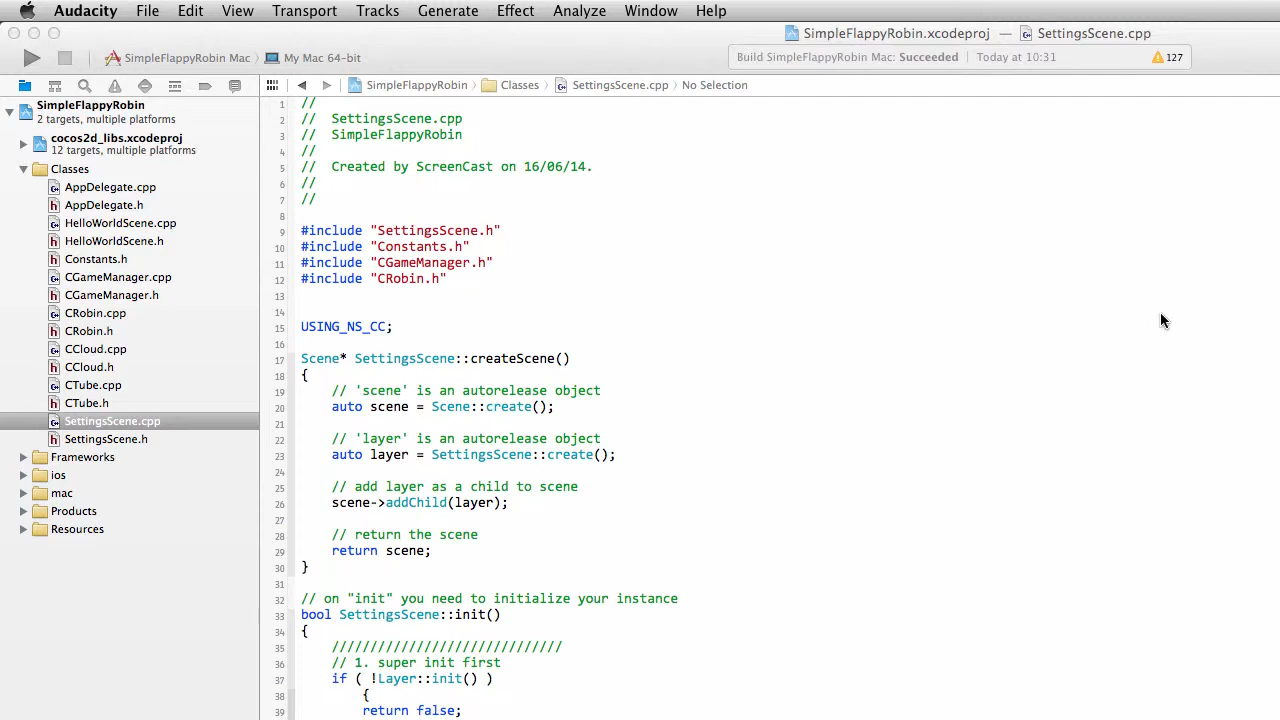 Audacity File Edit View Transport Tracks Generate Effect Analyze Window Help
SimpleFlappyRobin.xcodeproj — SettingsScene.cpp
SimpleFlappyRobin Mac 〉 My Mac 64-bit
Build SimpleFlappyRobin Mac: Succeeded | Today at 10:31 127
SimpleFlappyRobin 〉 Classes 〉 SettingsScene.cpp 〉 No Selection
SimpleFlappyRobin
2 targets, multiple platforms
cocos2d_libs.xcodeproj
12 targets, multiple platforms
Classes
AppDelegate.cpp
AppDelegate.h
HelloWorldScene.cpp
HelloWorldScene.h
Constants.h
CGameManager.cpp
CGameManager.h
CRobin.cpp
CRobin.h
CCloud.cpp
CCloud.h
CTube.cpp
CTube.h
SettingsScene.cpp
SettingsScene.h
Frameworks
ios
mac
Products
Resources
1 //
2 // SettingsScene.cpp
3 // SimpleFlappyRobin
4 //
5 // Created by ScreenCast on 16/06/14.
6 //
7 //
8
9 #include "SettingsScene.h"
10 #include "Constants.h"
11 #include "CGameManager.h"
12 #include "CRobin.h"
13
14
15 USING_NS_CC;
16
17 Scene* SettingsScene::createScene()
18 {
19 // 'scene' is an autorelease object
20 auto scene = Scene::create();
21
22 // 'layer' is an autorelease object
23 auto layer = SettingsScene::create();
24
25 // add layer as a child to scene
26 scene->addChild(layer);
27
28 // return the scene
29 return scene;
30 }
31
32 // on "init" you need to initialize your instance
33 bool SettingsScene::init()
34 {
35 //////////////////////////////
36 // 1. super init first
37 if ( !Layer::init() )
38 {
39 return false;